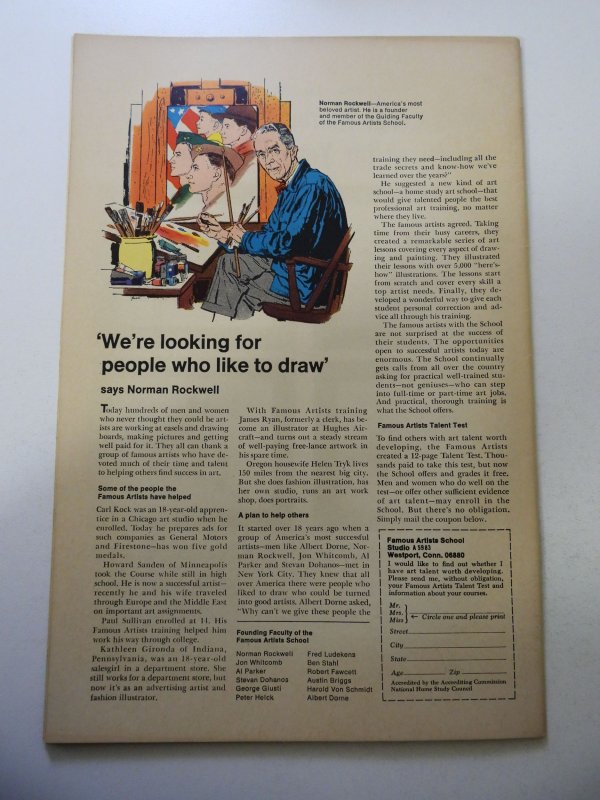 Norman Rockwell—America's most
beloved artist. He is a founder
and member of the Guiding Faculty
of the Famous Artists School.
'We're looking for
people who like to draw'
says Norman Rockwell
Today hundreds of men and women
who never thought they could be art-
ists are working at easels and drawing
boards, making pictures and getting
well paid for it. They all can thank a
group of famous artists who have de-
voted much of their time and talent
to helping others find success in art.
Some of the people the
Famous Artists have helped
Carl Kock was an 18-year-old appren-
tice in a Chicago art studio when he
enrolled. Today he prepares ads for
such companies as General Motors
and Firestone—has won five gold
medals.
Howard Sanden of Minneapolis
took the Course while still in high
school. He is now a successful artist—
recently he and his wife traveled
through Europe and the Middle East
on important art assignments.
Paul Sullivan enrolled at 14. His
Famous Artists training helped him
work his way through college.
Kathleen Gironda of Indiana,
Pennsylvania, was an 18-year-old
salesgirl in a department store. She
still works for a department store, but
now it's as an advertising artist and
fashion illustrator.
With Famous Artists training
James Ryan, formerly a clerk, has be-
come an illustrator at Hughes Air-
craft—and turns out a steady stream
of well-paying free-lance artwork in
his spare time.
Oregon housewife Helen Tryk lives
150 miles from the nearest big city.
But she does fashion illustration, has
her own studio, runs an art work
shop, does portraits.
A plan to help others
It started over 18 years ago when a
group of America's most successful
artists—men like Albert Dorne, Nor-
man Rockwell, Jon Whitcomb, Al
Parker and Stevan Dohanos—met in
New York City. They knew that all
over America there were people who
liked to draw who could be turned
into good artists. Albert Dorne asked,
"Why can't we give these people the
Founding Faculty of the
Famous Artists School
Norman Rockwell
Jon Whitcomb
Al Parker
Stevan Dohanos
George Giusti
Peter Helck
Fred Ludekens
Ben Stahl
Robert Fawcett
Austin Briggs
Harold Von Schmidt
Albert Dorne
training they need—including all the
trade secrets and know-how we've
learned over the years?"
He suggested a new kind of art
school—a home study art school—that
would give talented people the best
professional art training, no matter
where they live.
The famous artists agreed. Taking
time from their busy careers, they
created a remarkable series of art
lessons covering every aspect of draw-
ing and painting. They illustrated
their lessons with over 5,000 "here's-
how" illustrations. The lessons start
from scratch and cover every skill a
top artist needs. Finally, they de-
veloped a wonderful way to give each
student personal correction and ad-
vice all through his training.
The famous artists with the School
are not surprised at the success of
their students. The opportunities
open to successful artists today are
enormous. The School continually
gets calls from all over the country
asking for practical well-trained stu-
dents—not geniuses—who can step
into full-time or part-time art jobs.
And practical, thorough training is
what the School offers.
Famous Artists Talent Test
To find others with art talent worth
developing, the Famous Artists
created a 12-page Talent Test. Thou-
sands paid to take this test, but now
the School offers and grades it free.
Men and women who do well on the
test—or offer other sufficient evidence
of art talent—may enroll in the
School. But there's no obligation.
Simply mail the coupon below.
Famous Artists School
Studio A 5983
Westport, Conn. 06880
I would like to find out whether I
have art talent worth developing.
Please send me, without obligation,
your Famous Artists Talent Test and
information about your courses.
Mr.
Mrs.
Miss
← Circle one and please print
Street
City
State
Age Zip
Accredited by the Accrediting Commission
National Home Study Council